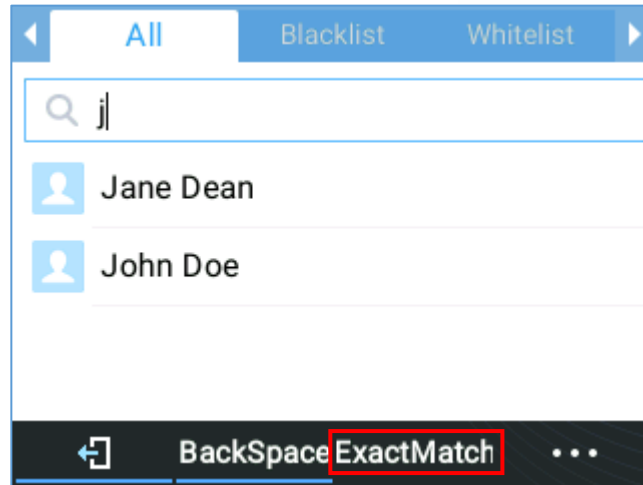 All Blacklist Whitelist
j
Jane Dean
John Doe
BackSpace ExactMatch ...